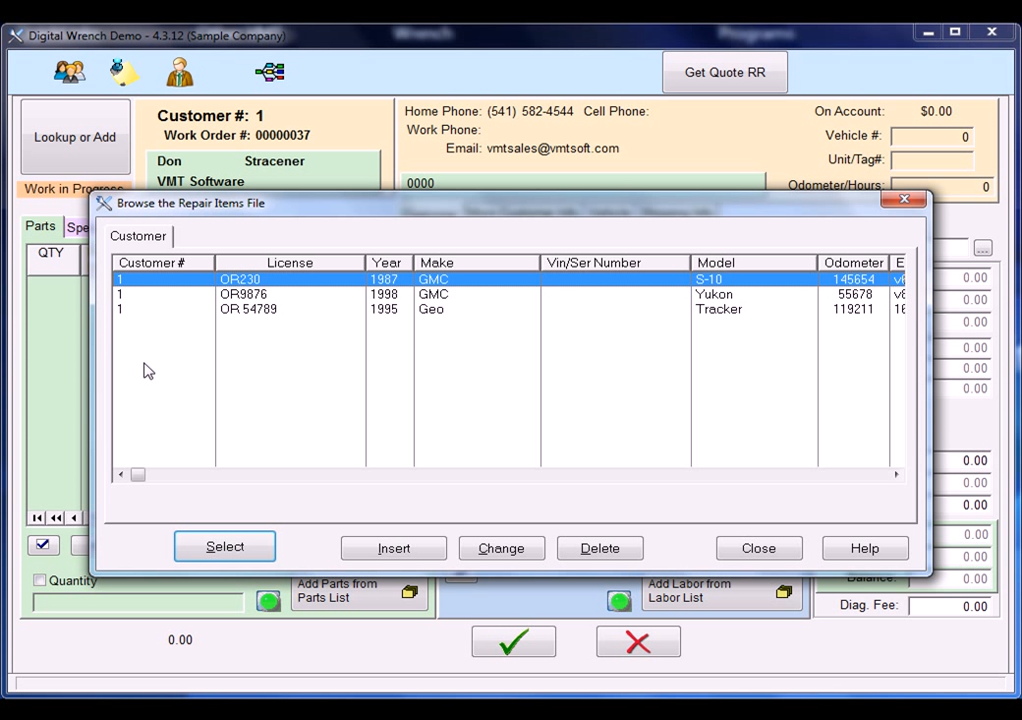 Digital Wrench Demo - 4.3.12 (Sample Company)
Wrench
Programs
Get Quote RR
Lookup or Add
Customer #: 1
Work Order #: 00000037
Home Phone: (541) 582-4544 Cell Phone:
Work Phone:
Email: vmtsales@vmtsoft.com
On Account: $0.00
Vehicle #: 0
Unit/Tag#:
Odometer/Hours: 0
Don Stracener
VMT Software
0000
Work in Progress
Browse the Repair Items File
Parts Spe
QTY
Customer
Customer # License Year Make Vin/Ser Number Model Odometer E
1 OR230 1987 GMC S-10 145654
1 OR9876 1998 GMC Yukon 55678 v8
1 OR 54789 1995 Geo Tracker 119211 16
0.00
0.00
0.00
0.00
0.00
0.00
0.00
0.00
0.00
0.00
0.00
Select Insert Change Delete Close Help
Balance: 0.00
Quantity
Add Parts from
Parts List
Add Labor from
Labor List
Diag. Fee: 0.00
0.00